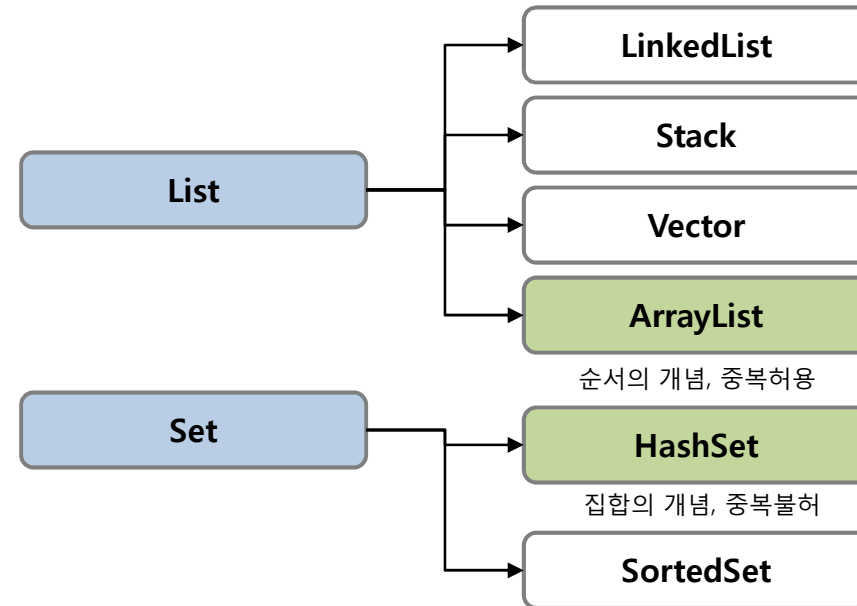 LinkedList
Stack
List
Vector
ArrayList
순서의 개념, 중복허용
Set
HashSet
집합의 개념, 중복불허
SortedSet